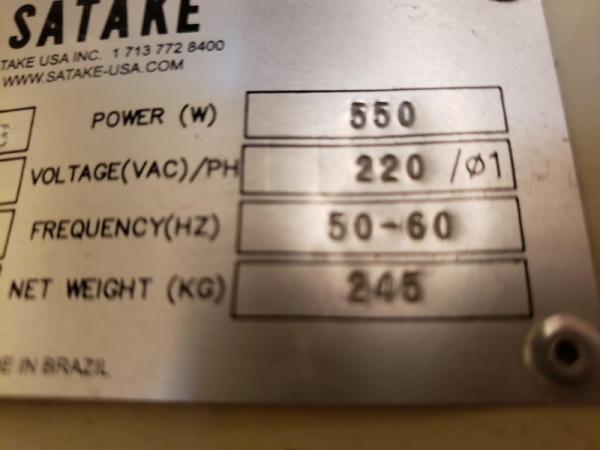 SATAKE
TAKE USA INC. 1 713 772 8400
WWW.SATAKE-USA.COM
POWER (W) 550
VOLTAGE(VAC)/PH 220 /Ø1
FREQUENCY(HZ) 50-60
NET WEIGHT (KG) 245
E IN BRAZIL